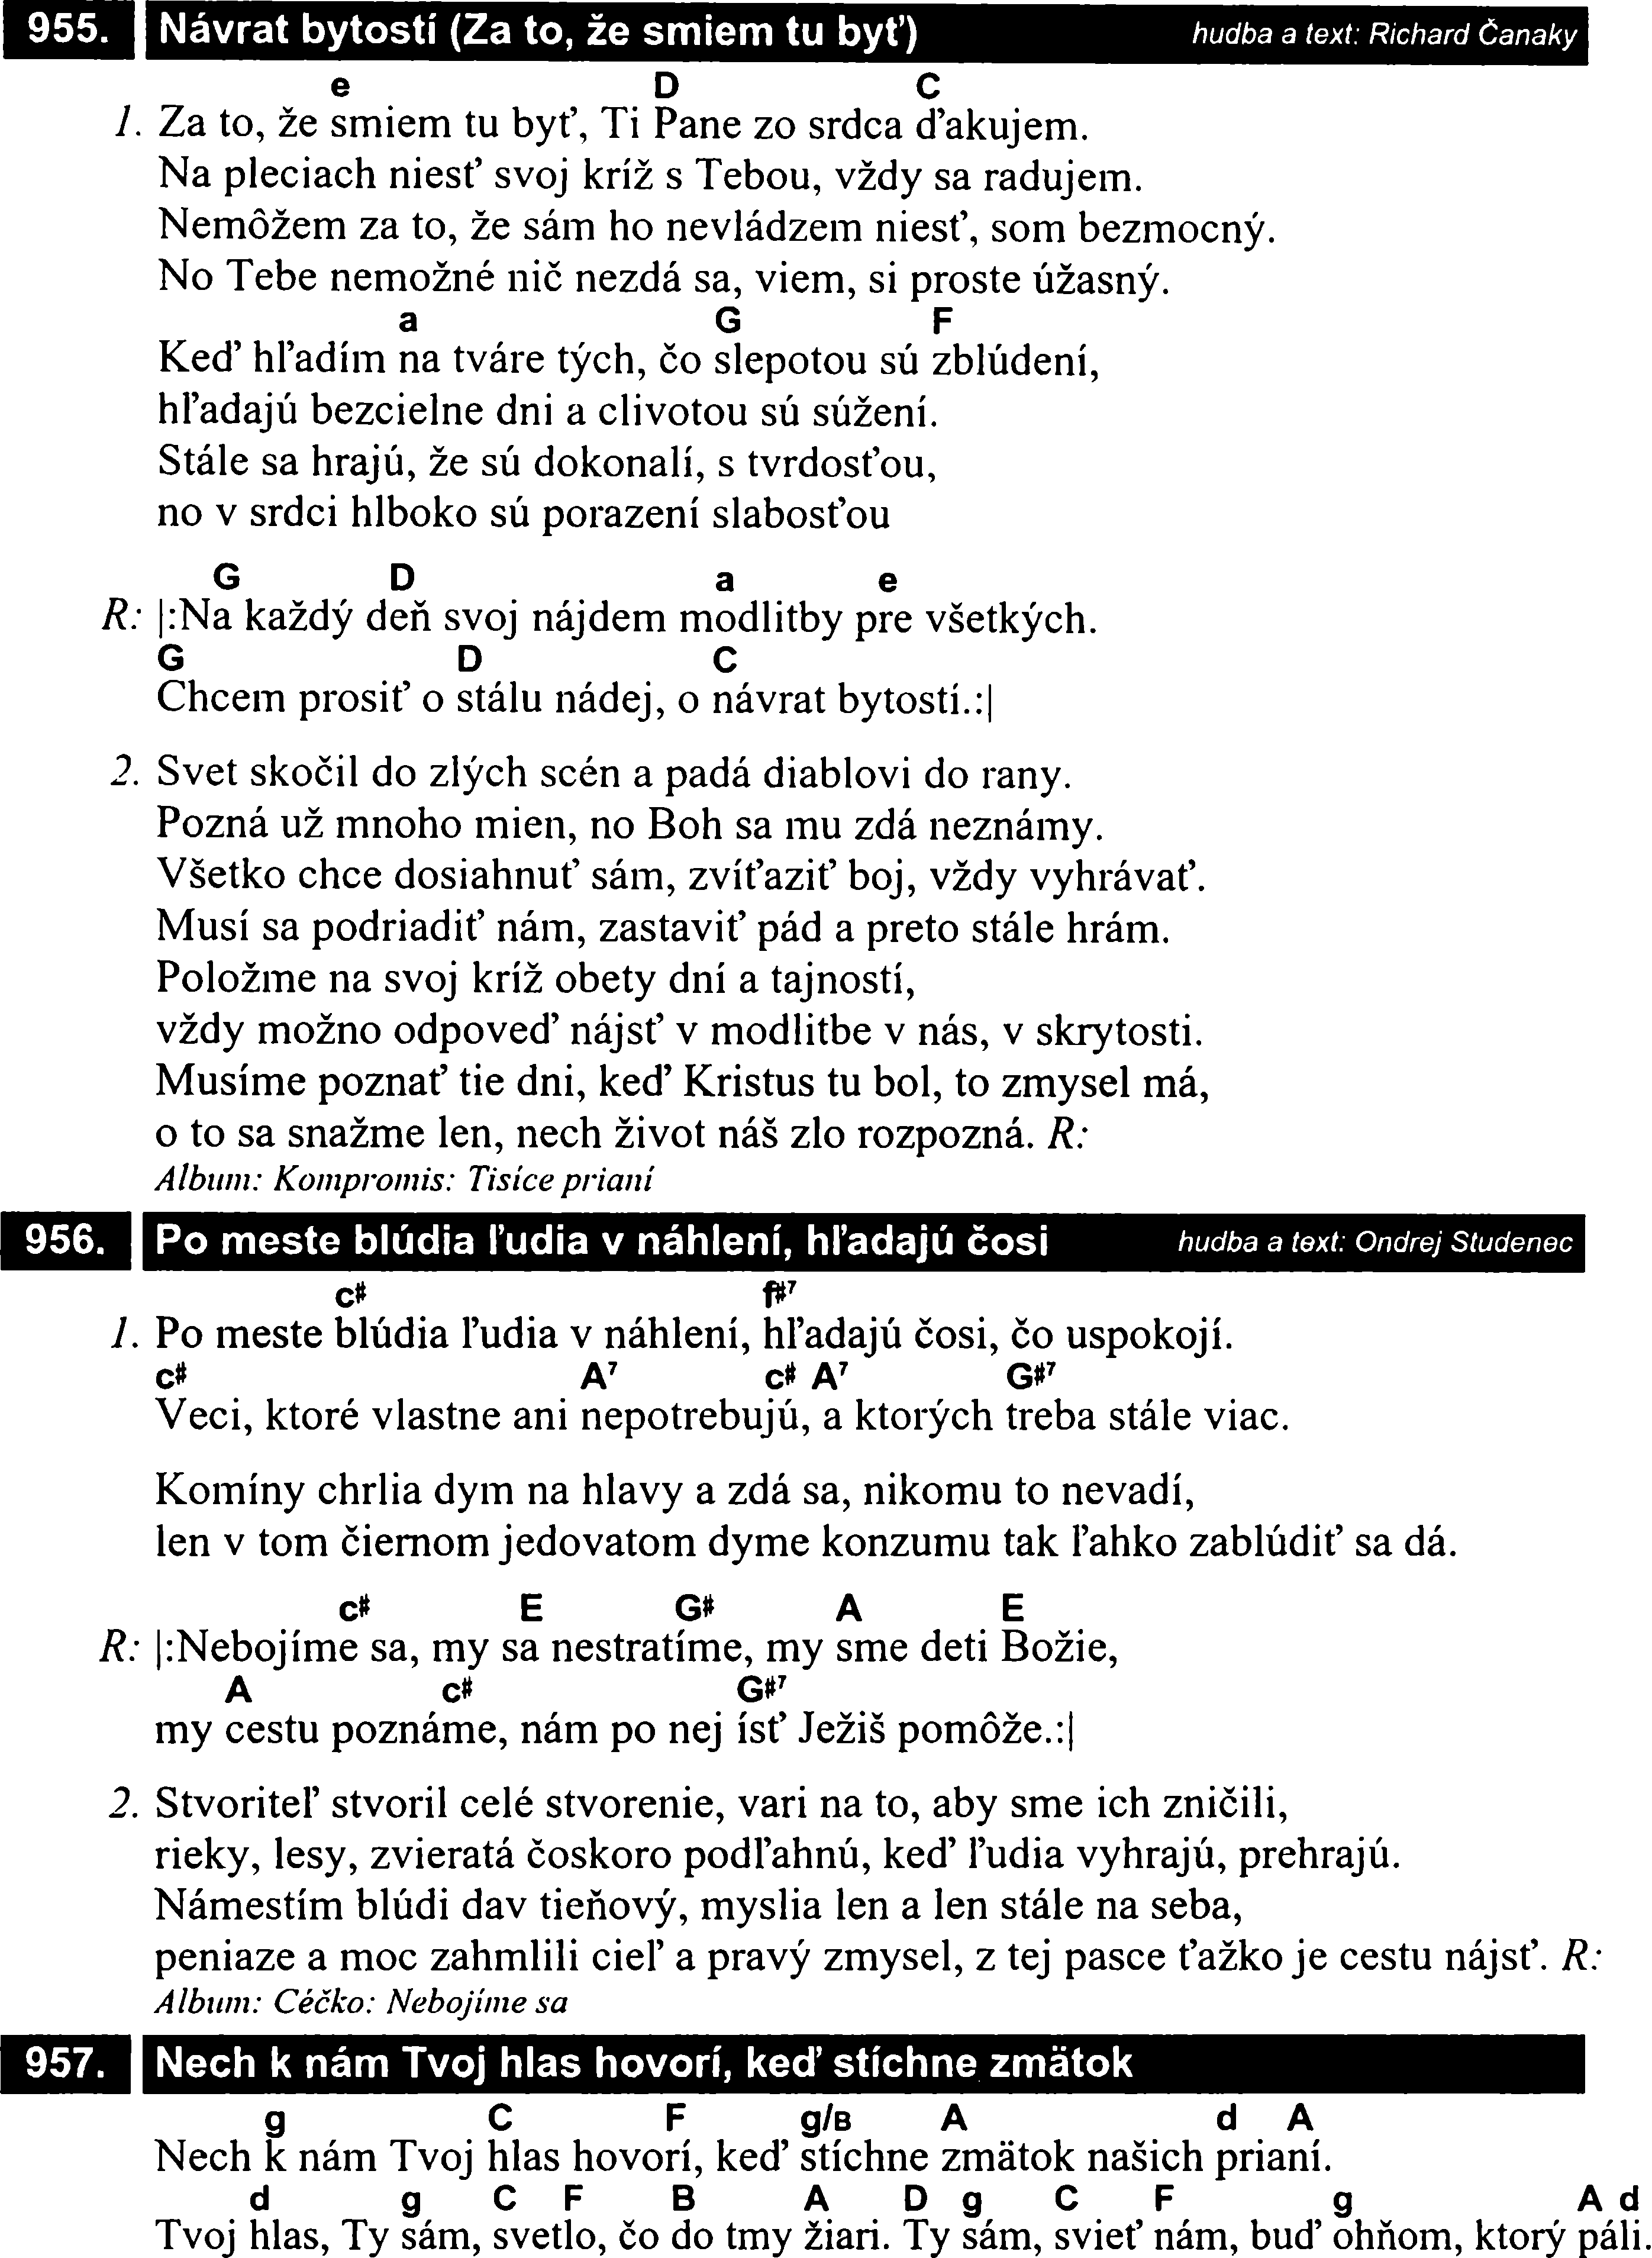 955. Návrat bytostí (Za to, že smiem tu byť) hudba a text: Richard Čanaky
e D C
1. Za to, že smiem tu byť, Ti Pane zo srdca ďakujem.
Na pleciach niesť svoj kríž s Tebou, vždy sa radujem.
Nemôžem za to, že sám ho nevládzem niesť, som bezmocný.
No Tebe nemožné nič nezdá sa, viem, si proste úžasný.
a G F
Keď hľadím na tváre tých, čo slepotou sú zblúdení,
hľadajú bezcielne dni a clivotou sú súžení.
Stále sa hrajú, že sú dokonalí, s tvrdosťou,
no v srdci hlboko sú porazení slabosťou
G D a e
R: |:Na každý deň svoj nájdem modlitby pre všetkých.
G D C
Chcem prosiť o stálu nádej, o návrat bytostí.:|
2. Svet skočil do zlých scén a padá diablovi do rany.
Pozná už mnoho mien, no Boh sa mu zdá neznámy.
Všetko chce dosiahnuť sám, zvíťaziť boj, vždy vyhrávať.
Musí sa podriadiť nám, zastaviť pád a preto stále hrám.
Položme na svoj kríž obety dní a tajností,
vždy možno odpoveď nájsť v modlitbe v nás, v skrytosti.
Musíme poznať tie dni, keď Kristus tu bol, to zmysel má,
o to sa snažme len, nech život náš zlo rozpozná. R:
Album: Kompromis: Tisíce prianí
956. Po meste blúdia ľudia v náhlení, hľadajú čosi hudba a text: Ondrej Studenec
c# f#7
1. Po meste blúdia ľudia v náhlení, hľadajú čosi, čo uspokojí.
c# A7 c# A7 G#7
Veci, ktoré vlastne ani nepotrebujú, a ktorých treba stále viac.
Komíny chrlia dym na hlavy a zdá sa, nikomu to nevadí,
len v tom čiernom jedovatom dyme konzumu tak ľahko zablúdiť sa dá.
c# E G# A E
R: |:Nebojíme sa, my sa nestratíme, my sme deti Božie,
A c# G#7
my cestu poznáme, nám po nej ísť Ježiš pomôže.:|
2. Stvoriteľ stvoril celé stvorenie, vari na to, aby sme ich zničili,
rieky, lesy, zvieratá čoskoro podľahnú, keď ľudia vyhrajú, prehrajú.
Námestím blúdi dav tieňový, myslia len a len stále na seba,
peniaze a moc zahmlili cieľ a pravý zmysel, z tej pasce ťažko je cestu nájsť. R:
Album: Céčko: Nebojíme sa
957. Nech k nám Tvoj hlas hovorí, keď stíchne zmätok
g C F g/B A d A
Nech k nám Tvoj hlas hovorí, keď stíchne zmätok našich prianí.
d g C F B A D g C F g A d
Tvoj hlas, Ty sám, svetlo, čo do tmy žiari. Ty sám, svieť nám, buď ohňom, ktorý páli.